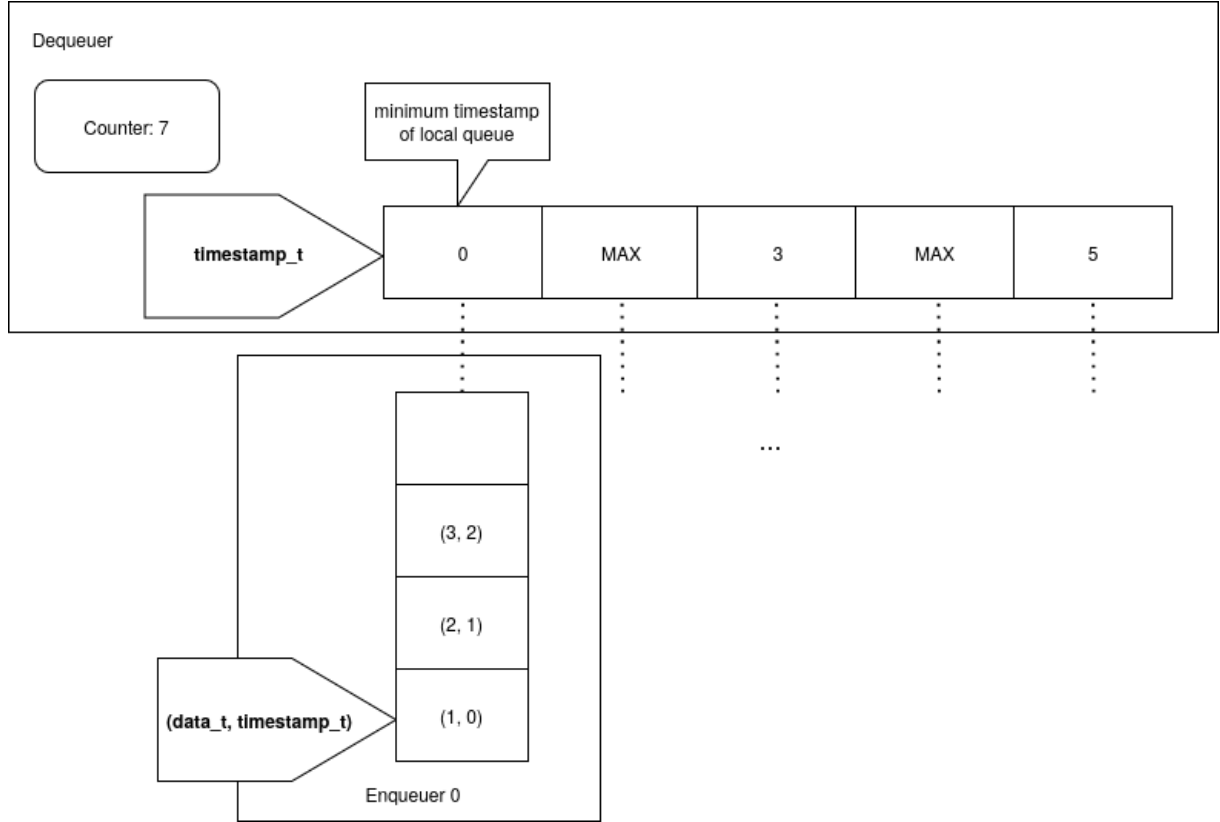 Dequeuer
Counter: 7
minimum timestamp
of local queue
timestamp_t
0
MAX
3
MAX
5
...
(3, 2)
(2, 1)
(data_t, timestamp_t)
(1, 0)
Enqueuer 0